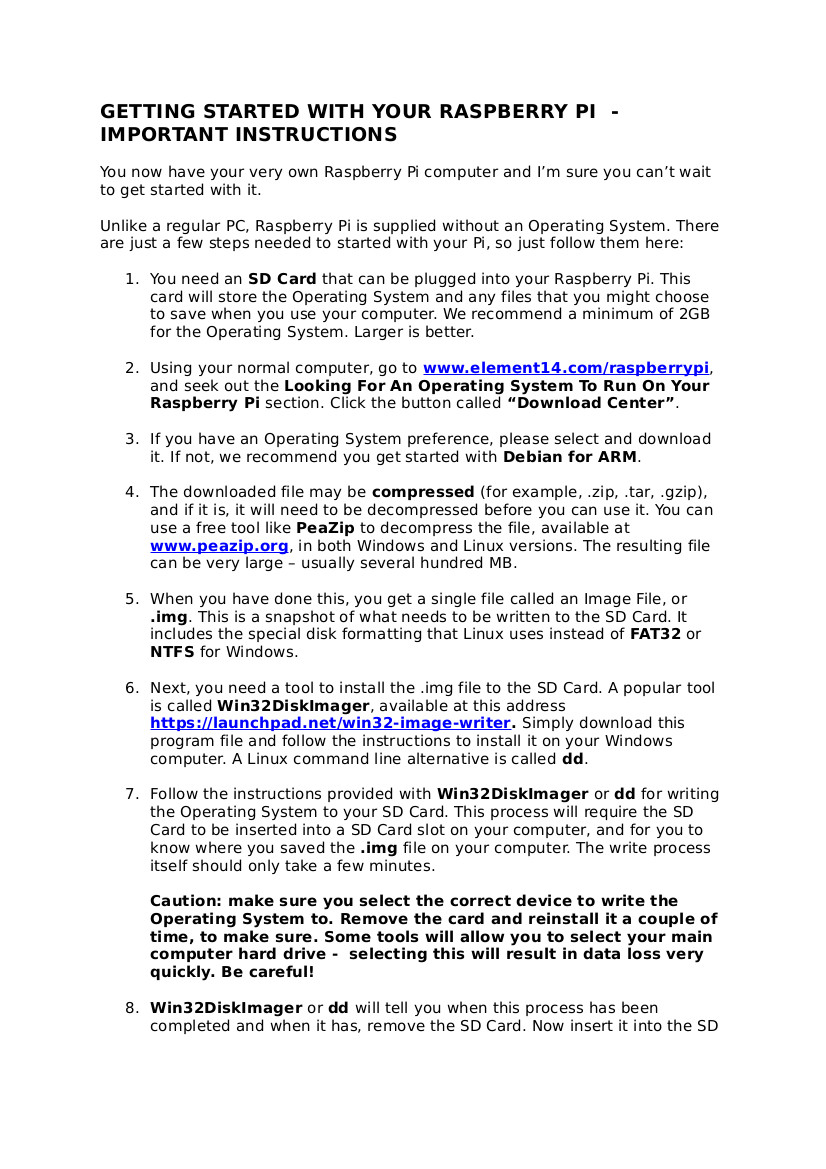 GETTING STARTED WITH YOUR RASPBERRY PI  -
IMPORTANT INSTRUCTIONS
You now have your very own Raspberry Pi computer and I’m sure you can’t wait
to get started with it.
Unlike a regular PC, Raspberry Pi is supplied without an Operating System. There
are just a few steps needed to started with your Pi, so just follow them here:
1. You need an SD Card that can be plugged into your Raspberry Pi. This
card will store the Operating System and any files that you might choose
to save when you use your computer. We recommend a minimum of 2GB
for the Operating System. Larger is better.
2. Using your normal computer, go to www.element14.com/raspberrypi,
and seek out the Looking For An Operating System To Run On Your
Raspberry Pi section. Click the button called “Download Center”.
3. If you have an Operating System preference, please select and download
it. If not, we recommend you get started with Debian for ARM.
4. The downloaded file may be compressed (for example, .zip, .tar, .gzip),
and if it is, it will need to be decompressed before you can use it. You can
use a free tool like PeaZip to decompress the file, available at
www.peazip.org, in both Windows and Linux versions. The resulting file
can be very large – usually several hundred MB.
5. When you have done this, you get a single file called an Image File, or
.img. This is a snapshot of what needs to be written to the SD Card. It
includes the special disk formatting that Linux uses instead of FAT32 or
NTFS for Windows.
6. Next, you need a tool to install the .img file to the SD Card. A popular tool
is called Win32DiskImager, available at this address
https://launchpad.net/win32-image-writer. Simply download this
program file and follow the instructions to install it on your Windows
computer. A Linux command line alternative is called dd.
7. Follow the instructions provided with Win32DiskImager or dd for writing
the Operating System to your SD Card. This process will require the SD
Card to be inserted into a SD Card slot on your computer, and for you to
know where you saved the .img file on your computer. The write process
itself should only take a few minutes.
Caution: make sure you select the correct device to write the
Operating System to. Remove the card and reinstall it a couple of
time, to make sure. Some tools will allow you to select your main
computer hard drive -  selecting this will result in data loss very
quickly. Be careful!
8. Win32DiskImager or dd will tell you when this process has been
completed and when it has, remove the SD Card. Now insert it into the SD